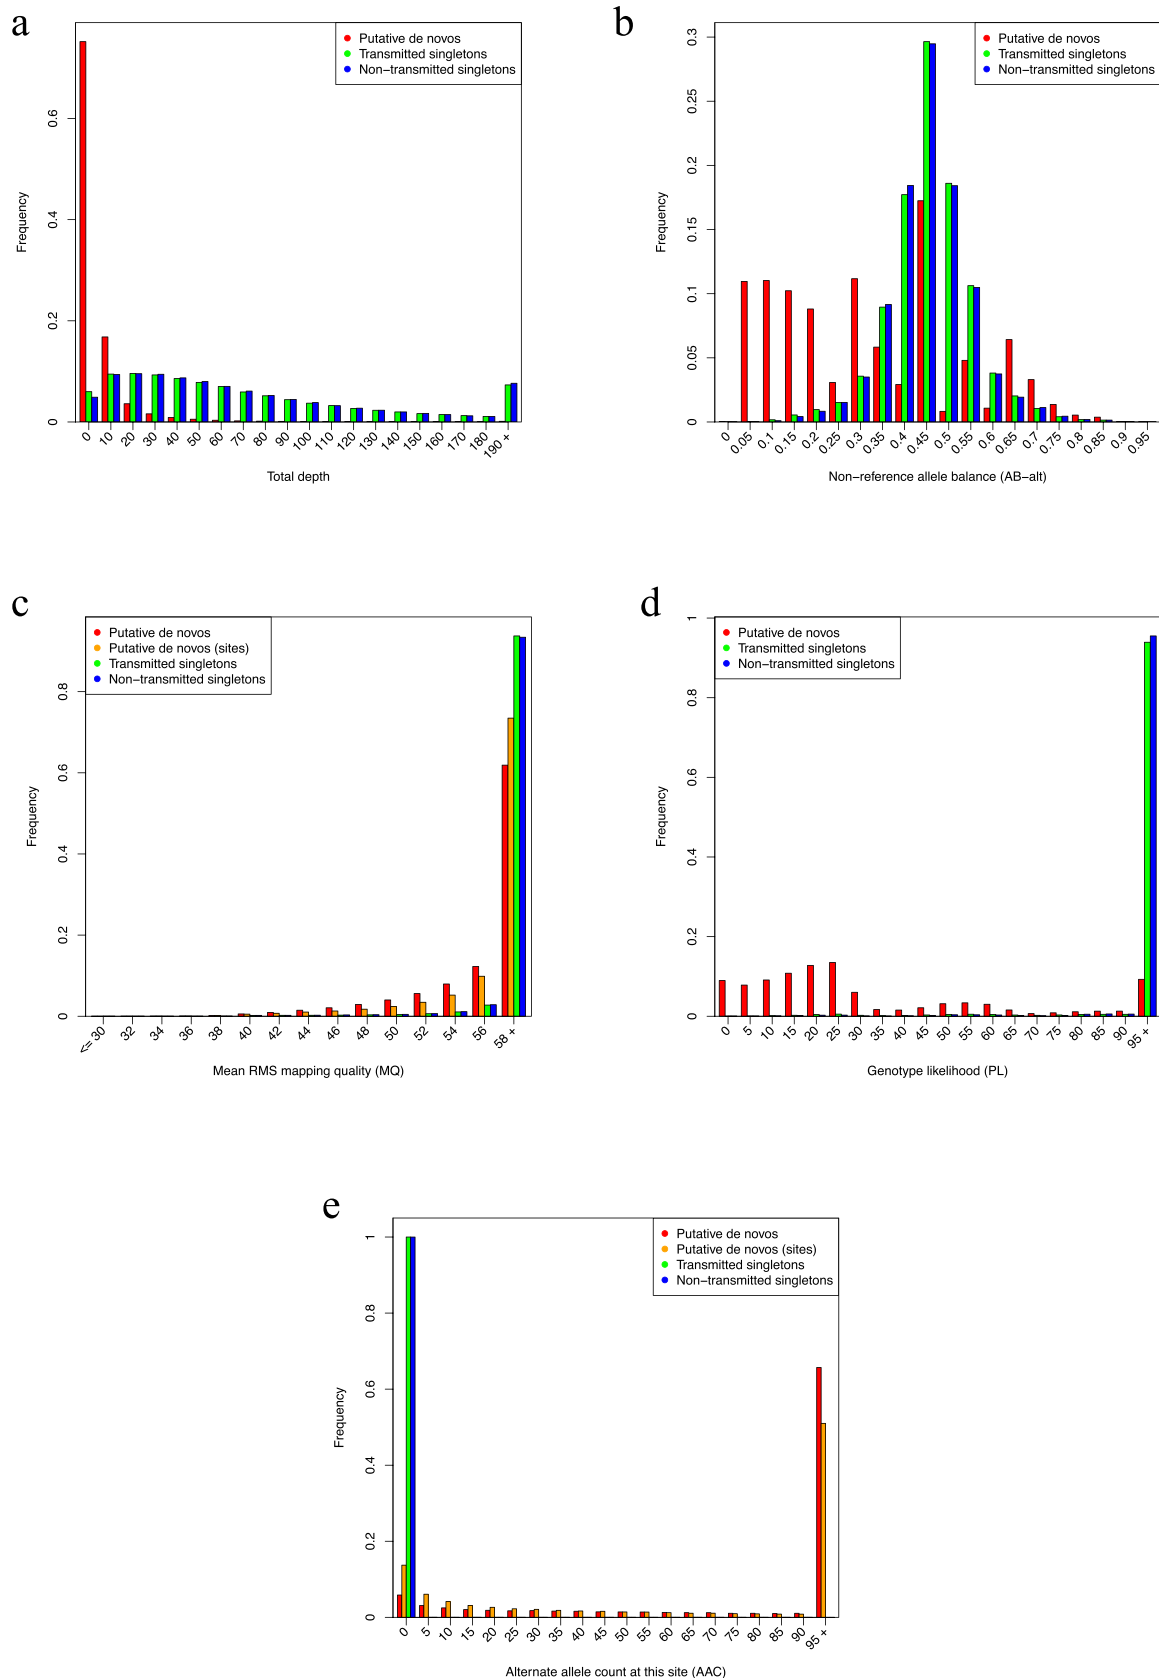 a
Putative de novos
Transmitted singletons
Non−transmitted singletons
Frequency
0 0.2 0.4 0.6
0 10 20 30 40 50 60 70 80 90 100 110 120 130 140 150 160 170 180 190 +
Total depth
b
Putative de novos
Transmitted singletons
Non−transmitted singletons
Frequency
0 0.05 0.1 0.15 0.2 0.25 0.3
0 0.05 0.1 0.15 0.2 0.25 0.3 0.35 0.4 0.45 0.5 0.55 0.6 0.65 0.7 0.75 0.8 0.85 0.9 0.95
Non−reference allele balance (AB−alt)
c
Putative de novos
Putative de novos (sites)
Transmitted singletons
Non−transmitted singletons
Frequency
0 0.2 0.4 0.6 0.8
<= 30 32 34 36 38 40 42 44 46 48 50 52 54 56 58 +
Mean RMS mapping quality (MQ)
d
Putative de novos
Transmitted singletons
Non−transmitted singletons
Frequency
0 0.2 0.4 0.6 0.8 1
0 5 10 15 20 25 30 35 40 45 50 55 60 65 70 75 80 85 90 95 +
Genotype likelihood (PL)
e
Putative de novos
Putative de novos (sites)
Transmitted singletons
Non−transmitted singletons
Frequency
0 0.2 0.4 0.6 0.8 1
0 5 10 15 20 25 30 35 40 45 50 55 60 65 70 75 80 85 90 95 +
Alternate allele count at this site (AAC)